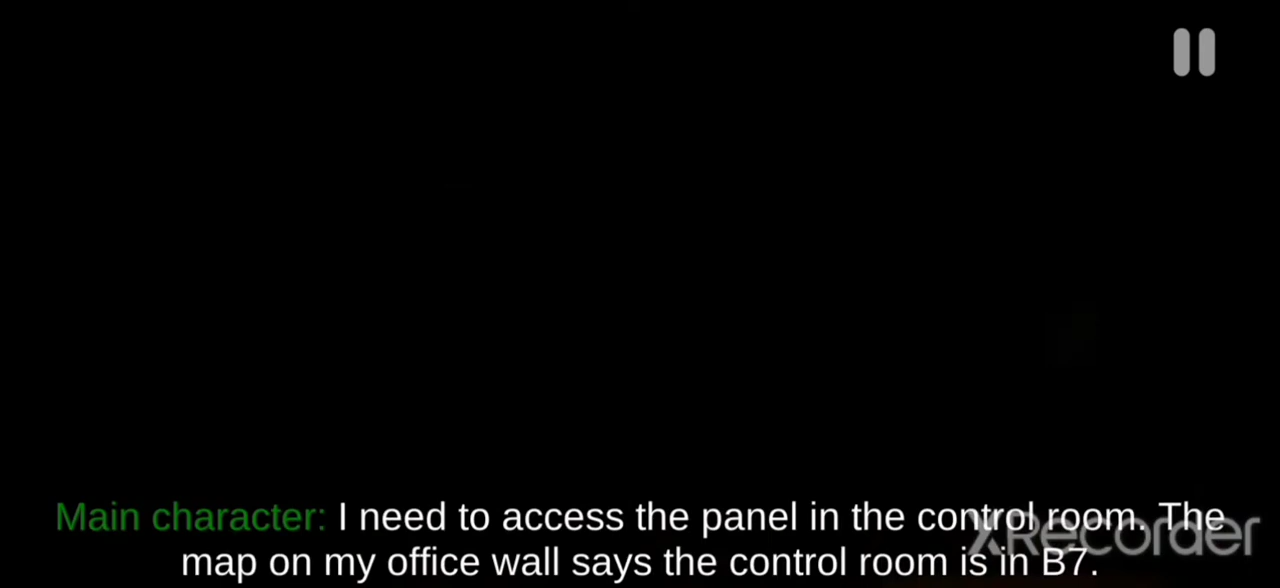 Main character: I need to access the panel in the control room. The
map on my office wall says the control room is in B7.
XRecorder